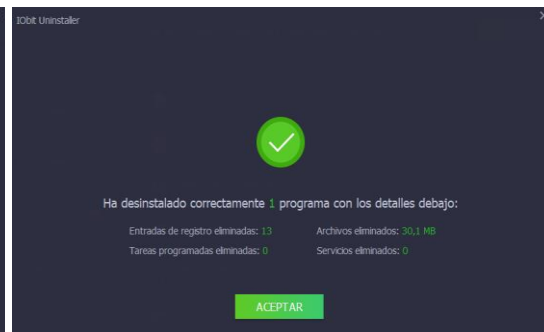 IObit Uninstaller
Ha desinstalado correctamente 1 programa con los detalles debajo:
Entradas de registro eliminadas: 13 Archivos eliminados: 30,1 MB
Tareas programadas eliminadas: 0 Servicios eliminados: 0
ACEPTAR